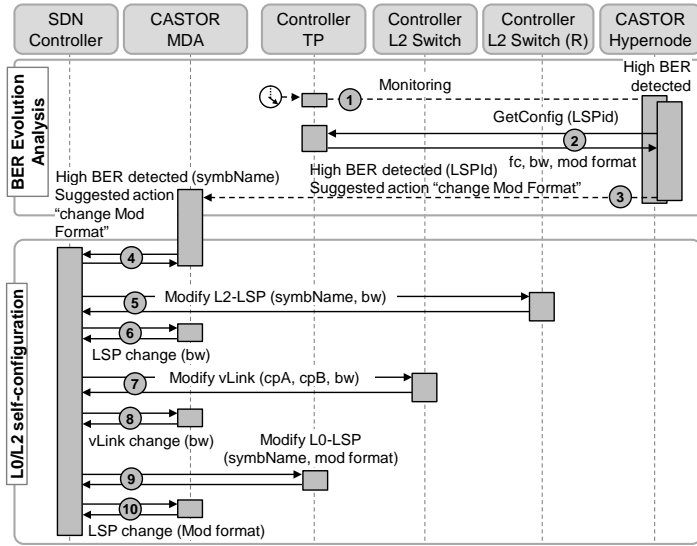 SDN
Controller
CASTOR
MDA
Controller
TP
Controller
L2 Switch
Controller
L2 Switch (R)
CASTOR
Hypernode
BER Evolution
Analysis
High BER
detected
1
Monitoring
GetConfig (LSPid)
2
fc, bw, mod format
High BER detected (LSPId)
Suggested action “change Mod Format”
3
High BER detected (symbName)
Suggested action
“change Mod
Format”
L0/L2 self-configuration
4
5
Modify L2-LSP (symbName, bw)
6
LSP change (bw)
7
Modify vLink (cpA, cpB, bw)
8
vLink change (bw)
Modify L0-LSP
(symbName, mod format)
9
10
LSP change (Mod format)